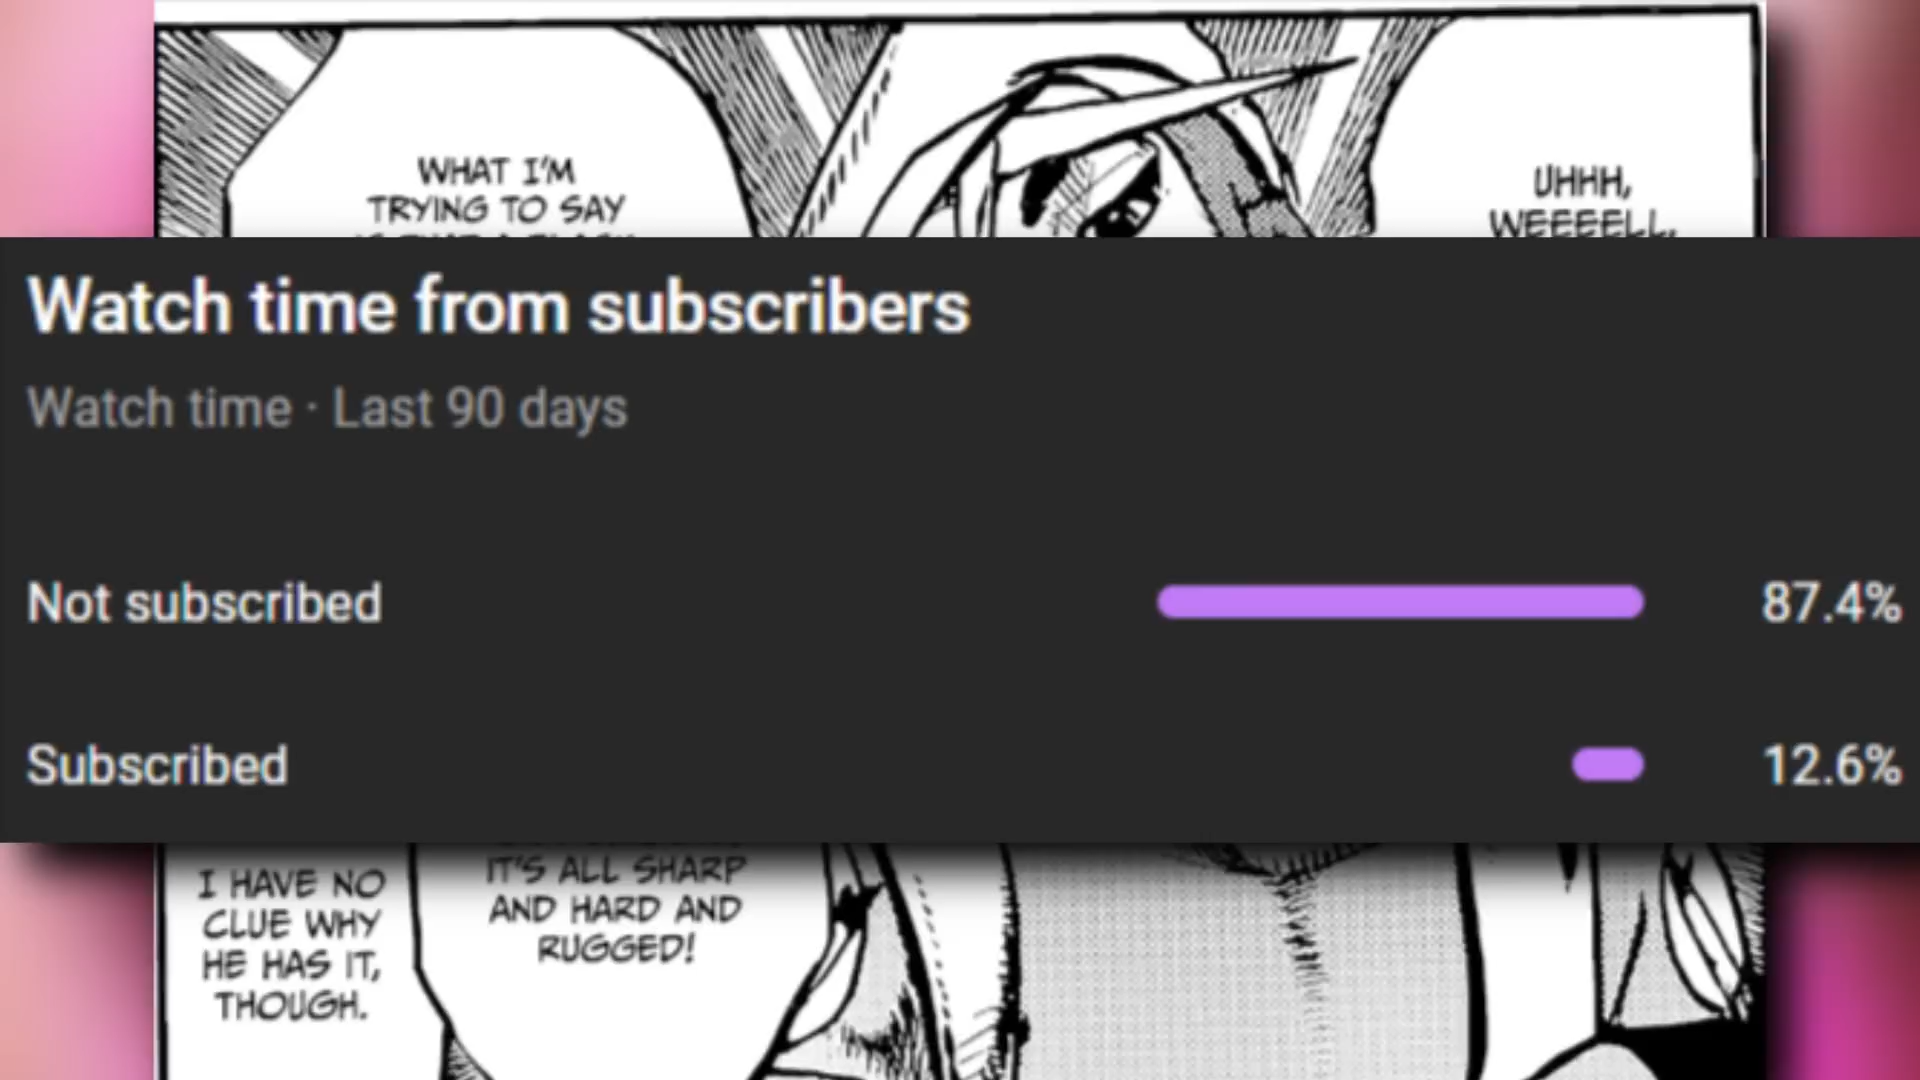 WHAT I'M
TRYING TO SAY
UHHH,
WEEEELL,
Watch time from subscribers
Watch time · Last 90 days
Not subscribed
87.4%
Subscribed
12.6%
I HAVE NO
CLUE WHY
HE HAS IT,
THOUGH.
IT'S ALL SHARP
AND HARD AND
RUGGED!